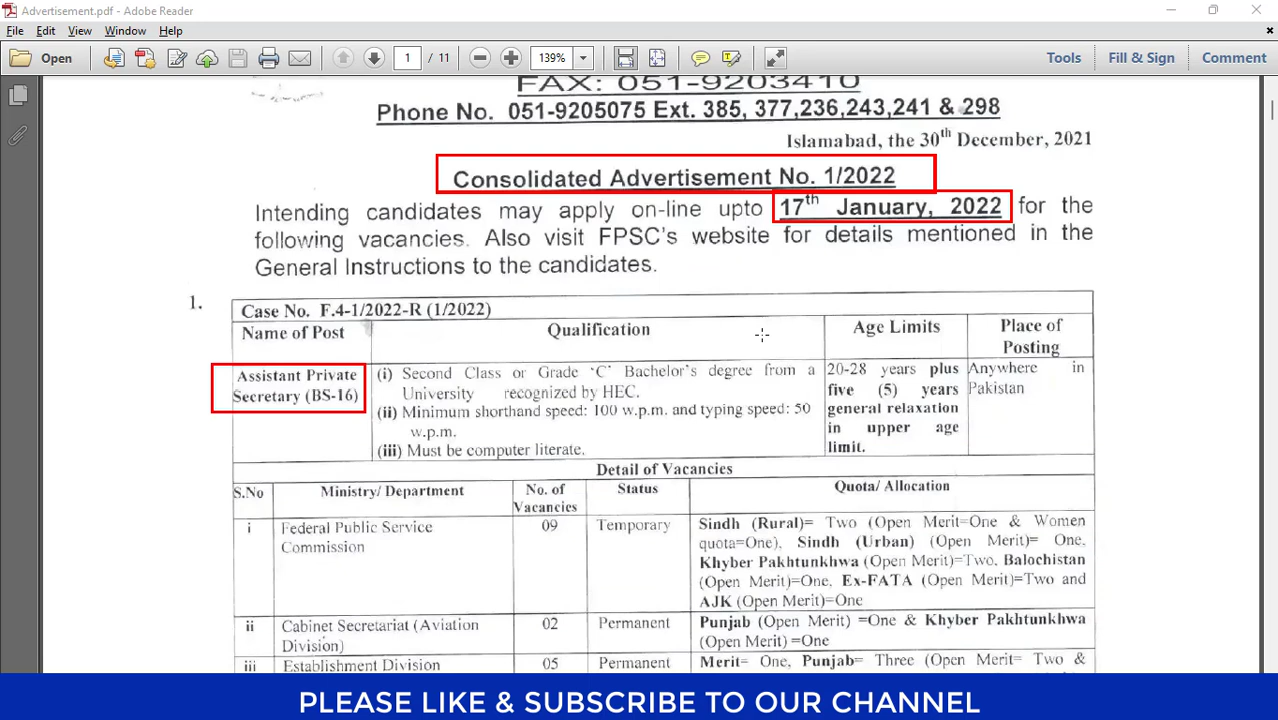 Advertisement.pdf - Adobe Reader
File Edit View Window Help
Open 1 / 11 139% Tools Fill & Sign Comment
FAX: 051-9203410
Phone No. 051-9205075 Ext. 385, 377,236,243,241 & 298
Islamabad, the 30th December, 2021
Consolidated Advertisement No. 1/2022
Intending candidates may apply on-line upto 17th January, 2022 for the
following vacancies. Also visit FPSC's website for details mentioned in the
General Instructions to the candidates.
1.
Case No. F.4-1/2022-R (1/2022)
Name of Post Qualification Age Limits Place of
Posting
Assistant Private
Secretary (BS-16)
(i) Second Class or Grade 'C' Bachelor's degree from a
University recognized by HEC.
(ii) Minimum shorthand speed: 100 w.p.m. and typing speed: 50
w.p.m.
(iii) Must be computer literate.
20-28 years plus
five (5) years
general relaxation
in upper age
limit.
Anywhere in
Pakistan
Detail of Vacancies
S.No Ministry/ Department No. of
Vacancies Status Quota/ Allocation
i Federal Public Service
Commission
09 Temporary
Sindh (Rural)= Two (Open Merit=One & Women
quota=One), Sindh (Urban) (Open Merit)= One,
Khyber Pakhtunkhwa (Open Merit)=Two, Balochistan
(Open Merit)=One, Ex-FATA (Open Merit)=Two and
AJK (Open Merit)=One
ii Cabinet Secretariat (Aviation
Division)
02 Permanent
Punjab (Open Merit) =One & Khyber Pakhtunkhwa
(Open Merit) =One
iii Establishment Division 05 Permanent Merit= One, Punjab= Three (Open Merit= Two &
PLEASE LIKE & SUBSCRIBE TO OUR CHANNEL